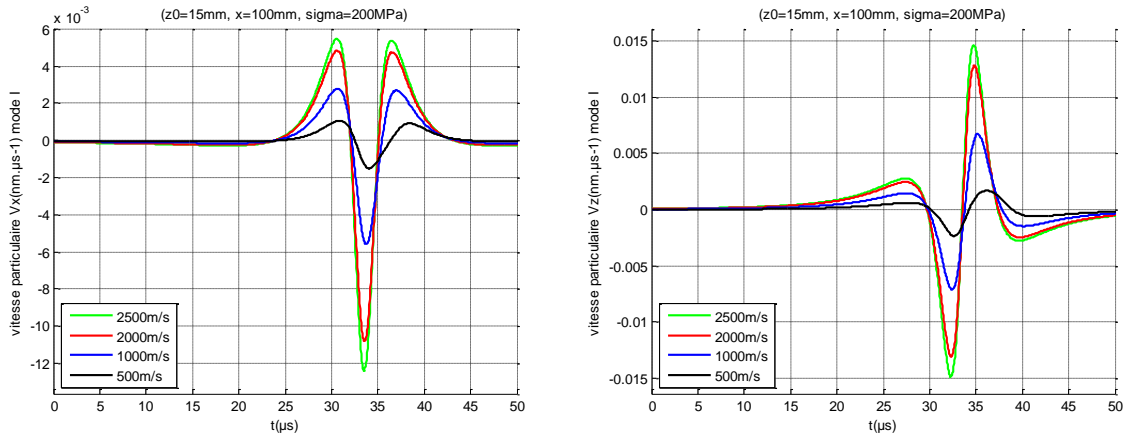 (z0=15mm, x=100mm, sigma=200MPa)
x 10⁻³
vitesse particulaire Vx(nm.µs-1) mode I
6
4
2
0
-2
-4
-6
-8
-10
-12
2500m/s
2000m/s
1000m/s
500m/s
0 5 10 15 20 25 30 35 40 45 50
t(µs)
(z0=15mm, x=100mm, sigma=200MPa)
vitesse particulaire Vz(nm.µs-1) mode I
0.015
0.01
0.005
0
-0.005
-0.01
-0.015
2500m/s
2000m/s
1000m/s
500m/s
0 5 10 15 20 25 30 35 40 45 50
t(µs)